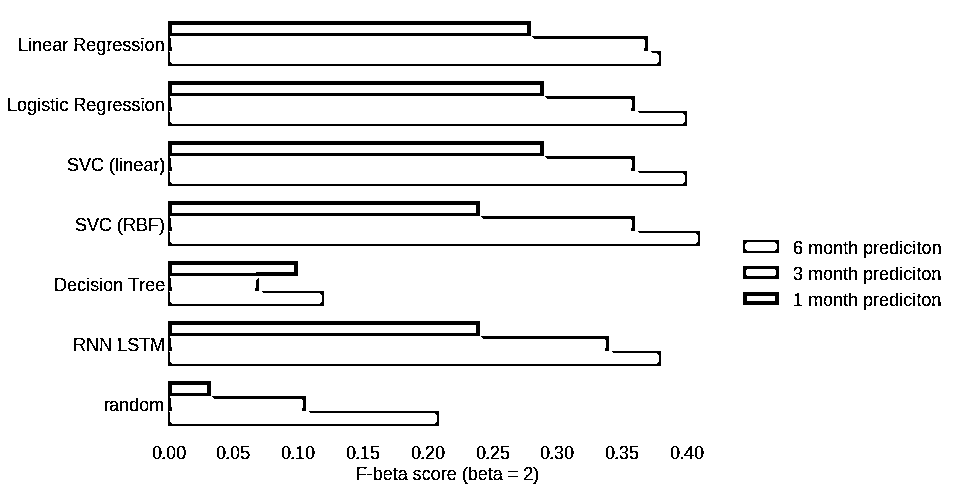 Linear Regression
Logistic Regression
SVC (linear)
SVC (RBF)
Decision Tree
RNN LSTM
random
0.00 0.05 0.10 0.15 0.20 0.25 0.30 0.35 0.40
F-beta score (beta = 2)
6 month prediciton
3 month prediciton
1 month prediciton